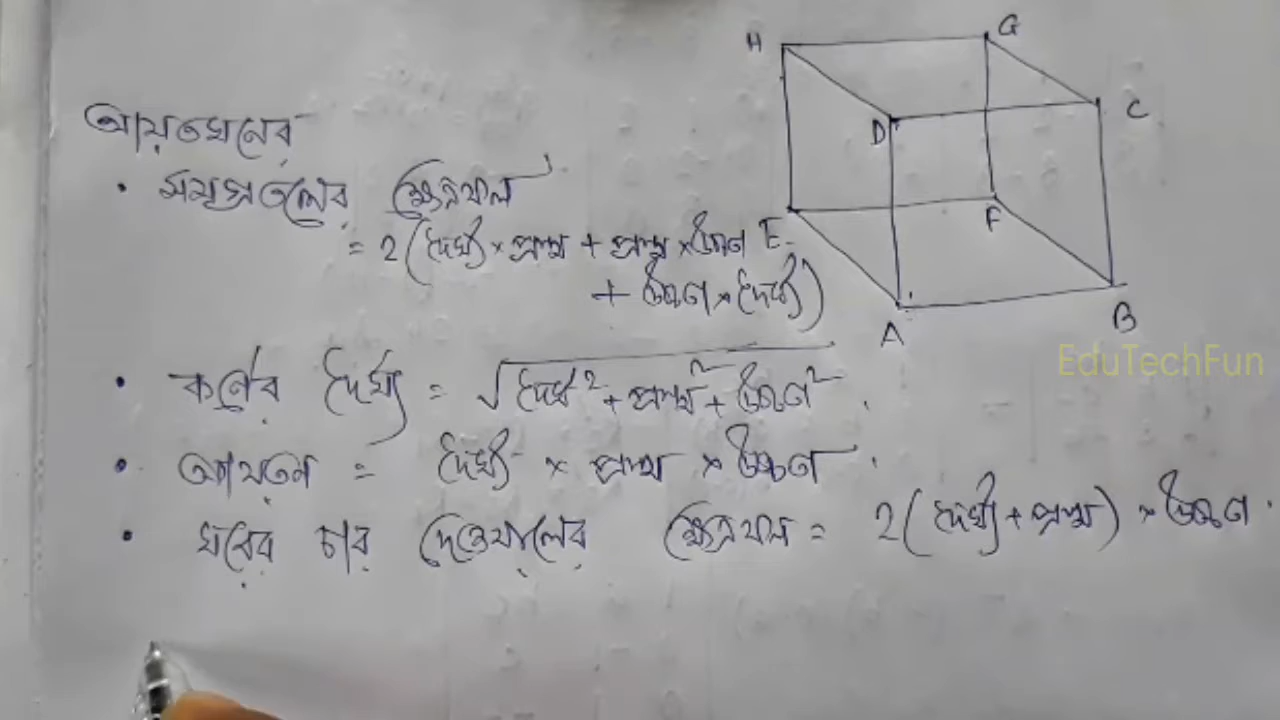 আয়তঘনের
• সমগ্রতলের ক্ষেত্রফল
= 2(দৈর্ঘ্য × প্রস্থ + প্রস্থ × উচ্চতা
+ উচ্চতা × দৈর্ঘ্য)
• কর্ণের দৈর্ঘ্য = √দৈর্ঘ্য² + প্রস্থ² + উচ্চতা² .
• আয়তন = দৈর্ঘ্য × প্রস্থ × উচ্চতা .
• ঘরের চার দেওয়ালের ক্ষেত্রফল = 2(দৈর্ঘ্য + প্রস্থ) × উচ্চতা .
H G
D C
E F
A B
EduTechFun